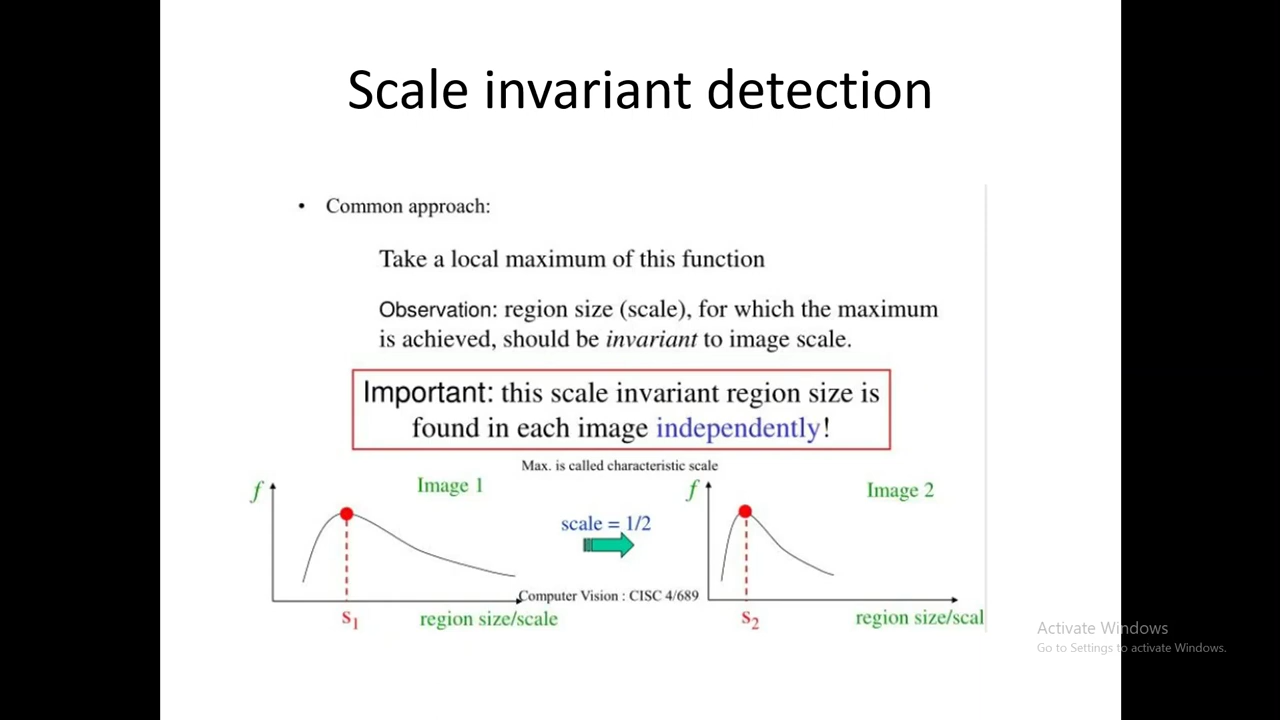 Scale invariant detection
• Common approach:
Take a local maximum of this function
Observation: region size (scale), for which the maximum
is achieved, should be invariant to image scale.
Important: this scale invariant region size is
found in each image independently!
Max. is called characteristic scale
f
Image 1
f
Image 2
scale = 1/2
Computer Vision : CISC 4/689
s1
region size/scale
s2
region size/scal
Activate Windows
Go to Settings to activate Windows.